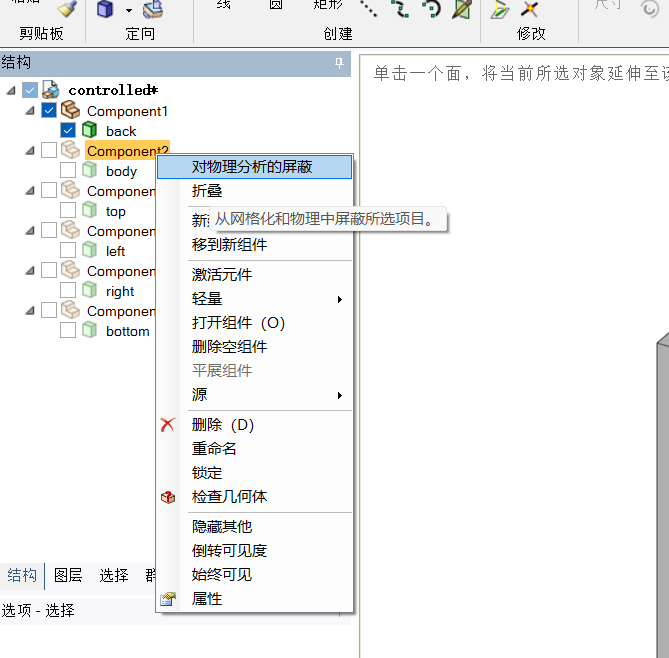 线
圆
矩形
剪贴板
定向
创建
修改
尺寸
结构
单击一个面，将当前所选对象延伸至该
controlled*
Component1
back
Component2
body
Componen
top
Componen
left
Componen
right
Componen
bottom
对物理分析的屏蔽
折叠
从网格化和物理中屏蔽所选项目。
移到新组件
激活元件
轻量
打开组件（O）
删除空组件
平展组件
源
删除（D）
重命名
锁定
检查几何体
隐藏其他
倒转可见度
始终可见
属性
结构
图层
选择
群
选项 - 选择